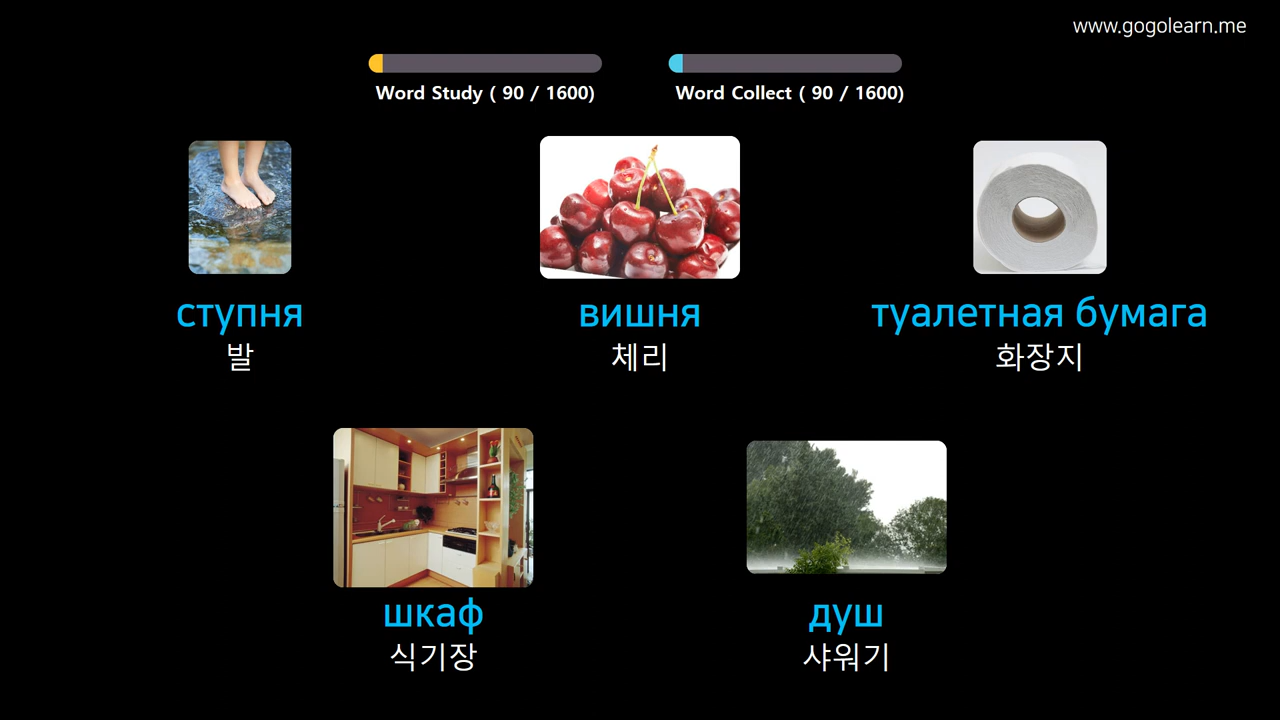 www.gogolearn.me
Word Study ( 90 / 1600)
Word Collect ( 90 / 1600)
ступня
발
вишня
체리
туалетная бумага
화장지
шкаф
식기장
душ
샤워기